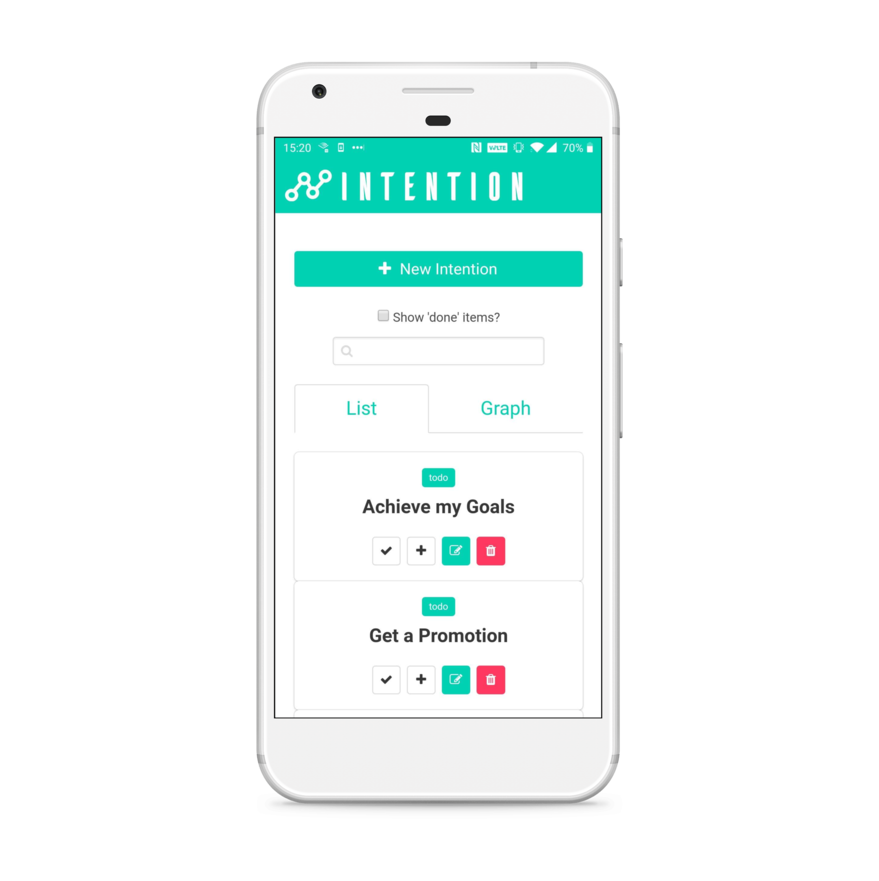 15:20 VoLTE 70%
INTENTION
New Intention
Show 'done' items?
List Graph
todo
Achieve my Goals
todo
Get a Promotion